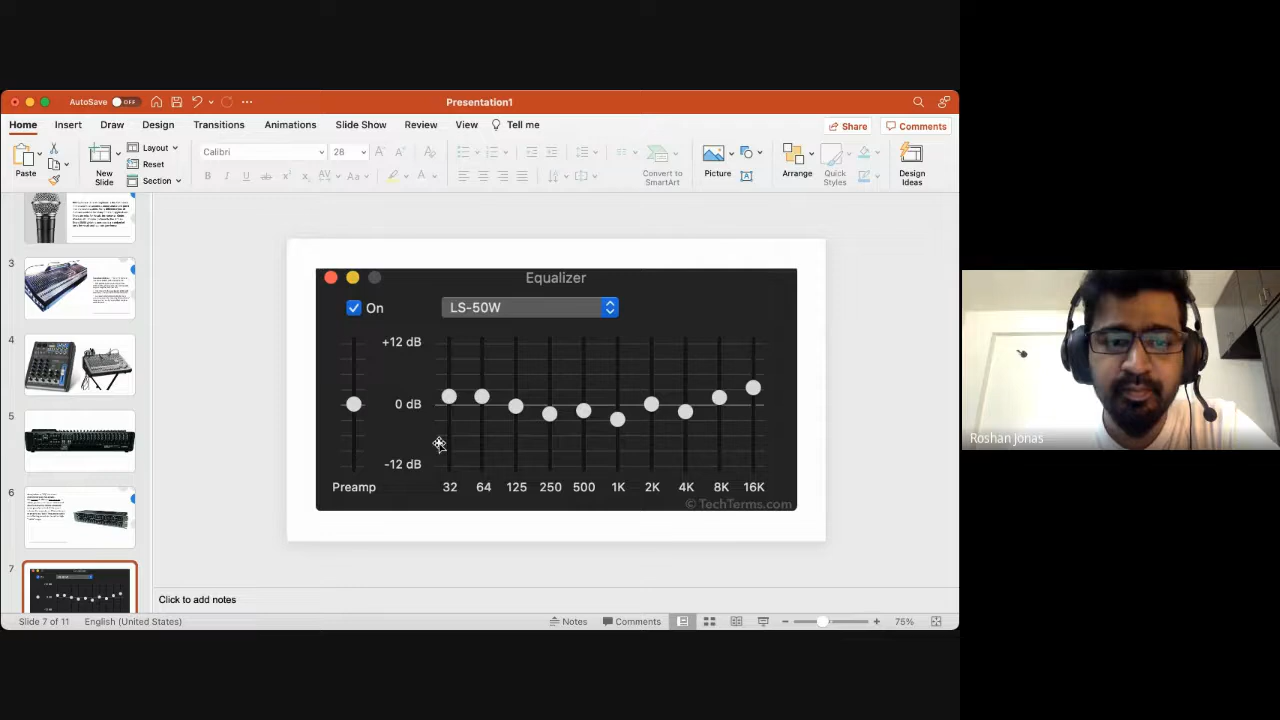 AutoSave OFF
Presentation1
Home Insert Draw Design Transitions Animations Slide Show Review View Tell me
Share Comments
Paste
New
Slide
Layout
Reset
Section
Calibri 28
Convert to
SmartArt
Picture
Arrange
Quick
Styles
Design
Ideas
3
4
5
6
7
Equalizer
On LS-50W
+12 dB
0 dB
-12 dB
Preamp 32 64 125 250 500 1K 2K 4K 8K 16K
© TechTerms.com
Click to add notes
Slide 7 of 11 English (United States) Notes Comments 75%
Roshan Jonas